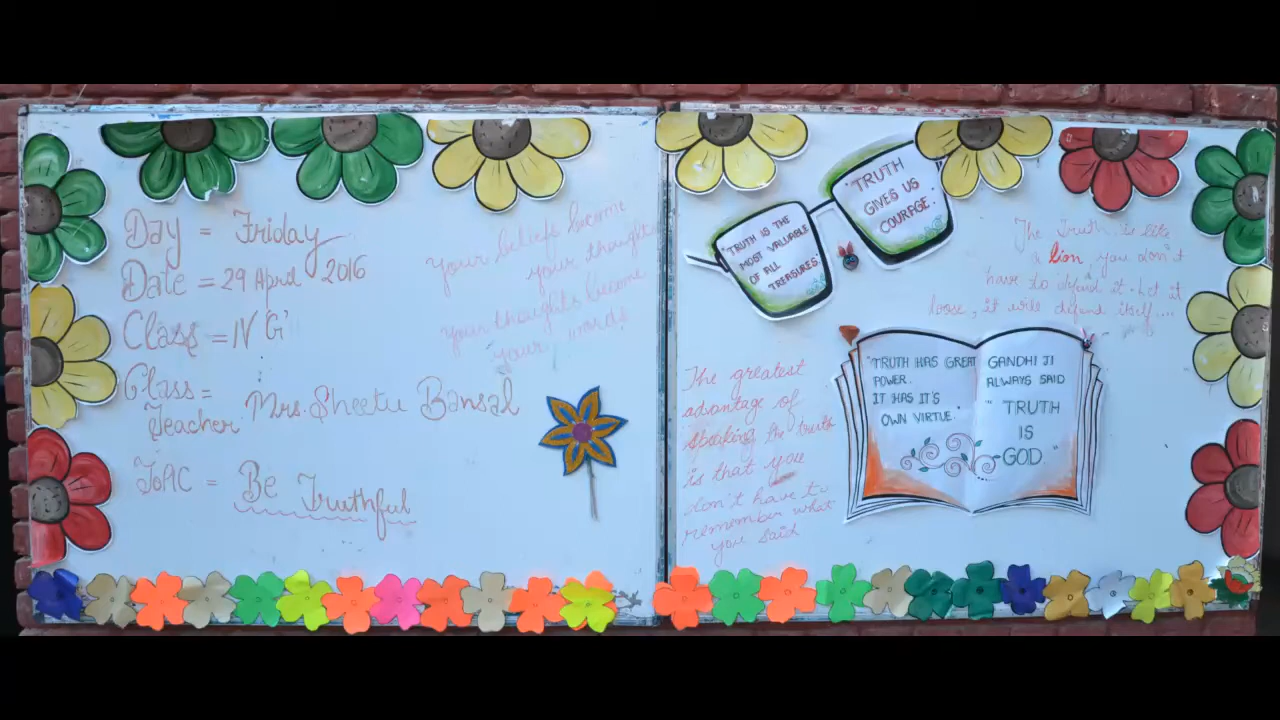 Day = Friday
Date = 29 April 2016
Class = IV 'G'
Class = Mrs. Sheetu Bansal
Teacher
TOPIC = Be Truthful
your beliefs become
your thoughts
your thoughts become
your words
"TRUTH IS THE
MOST VALUABLE
OF ALL
TREASURES"
"TRUTH
GIVES US
COURAGE."
The Truth is like
a lion you don't
have to defend it. Let it
loose, it will defend itself....
The greatest
advantage of
speaking the truth
is that you
don't have to
remember what
you said
"TRUTH HAS GREAT
POWER.
IT HAS IT'S
OWN VIRTUE."
GANDHI JI
ALWAYS SAID
"TRUTH
IS
GOD"